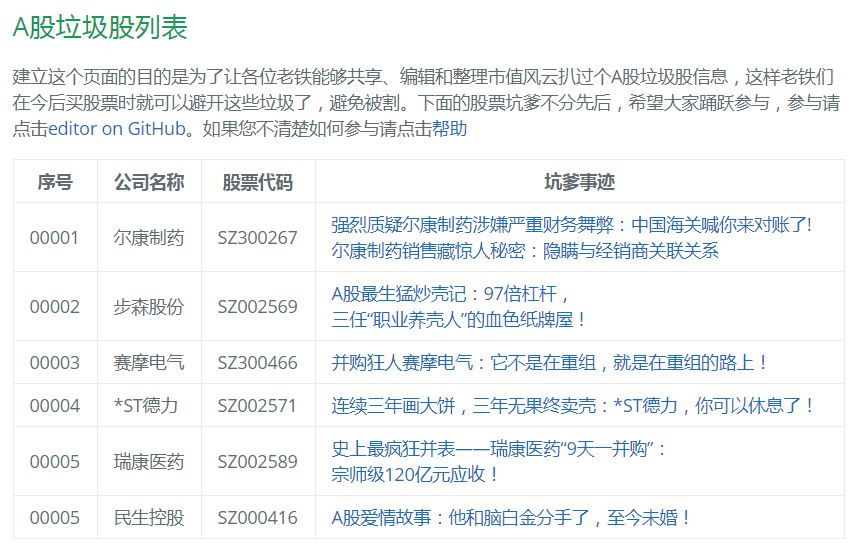 A股垃圾股列表
建立这个页面的目的是为了让各位老铁能够共享、编辑和整理市值风云扒过个A股垃圾股信息，这样老铁们
在今后买股票时就可以避开这些垃圾了，避免被割。下面的股票坑爹不分先后，希望大家踊跃参与，参与请
点击editor on GitHub。如果您不清楚如何参与请点击帮助
序号 公司名称 股票代码 坑爹事迹
00001 尔康制药 SZ300267 强烈质疑尔康制药涉嫌严重财务舞弊：中国海关喊你来对账了!
尔康制药销售藏惊人秘密：隐瞒与经销商关联关系
00002 步森股份 SZ002569 A股最生猛炒壳记：97倍杠杆，
三任“职业养壳人”的血色纸牌屋！
00003 赛摩电气 SZ300466 并购狂人赛摩电气：它不是在重组，就是在重组的路上！
00004 *ST德力 SZ002571 连续三年画大饼，三年无果终卖壳：*ST德力，你可以休息了！
00005 瑞康医药 SZ002589 史上最疯狂并表——瑞康医药“9天一并购”：
宗师级120亿元应收！
00005 民生控股 SZ000416 A股爱情故事：他和脑白金分手了，至今未婚！